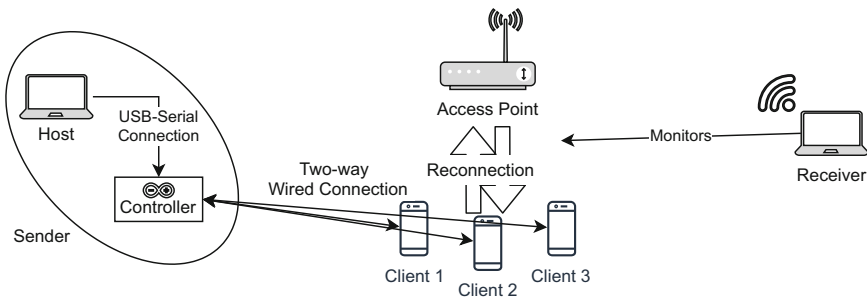 Host
USB-Serial
Connection
Controller
Sender
Two-way
Wired Connection
Access Point
Reconnection
Client 1
Client 2
Client 3
Monitors
Receiver